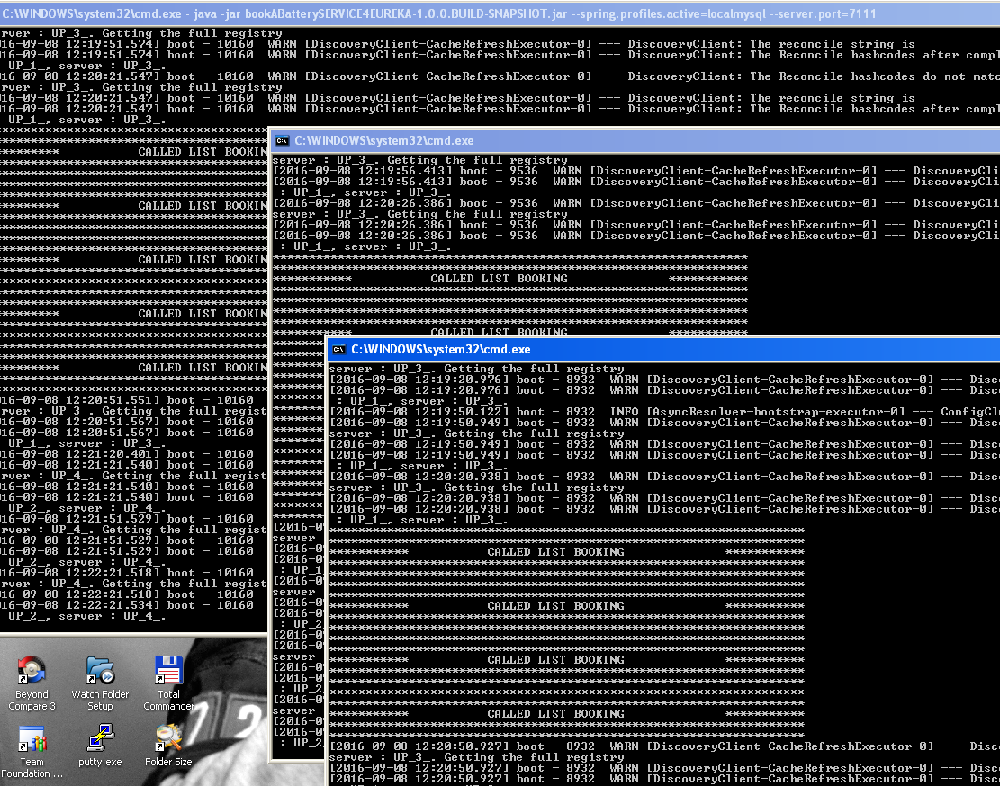 C:\WINDOWS\system32\cmd.exe - java -jar bookABatterySERVICE4EUREKA-1.0.0.BUILD-SNAPSHOT.jar --spring.profiles.active=localmysql --server.port=7111
rver : UP_3_. Getting the full registry
16-09-08 12:19:51.574] boot - 10160  WARN [DiscoveryClient-CacheRefreshExecutor-0] --- DiscoveryClient: The reconcile string is
16-09-08 12:19:51.574] boot - 10160  WARN [DiscoveryClient-CacheRefreshExecutor-0] --- DiscoveryClient: The Reconcile hashcodes after compl
UP_1_, server : UP_3_.
16-09-08 12:20:21.547] boot - 10160  WARN [DiscoveryClient-CacheRefreshExecutor-0] --- DiscoveryClient: The Reconcile hashcodes do not matc
rver : UP_3_. Getting the full registry
16-09-08 12:20:21.547] boot - 10160  WARN [DiscoveryClient-CacheRefreshExecutor-0] --- DiscoveryClient: The reconcile string is
16-09-08 12:20:21.547] boot - 10160  WARN [DiscoveryClient-CacheRefreshExecutor-0] --- DiscoveryClient: The Reconcile hashcodes after compl
UP_1_, server : UP_3_.
********* CALLED LIST BOOKIN
********* CALLED LIST BOOKIN
********* CALLED LIST BOOKIN
********* CALLED LIST BOOKIN
********* CALLED LIST BOOKIN
16-09-08 12:20:51.551] boot - 10160
rver : UP_3_. Getting the full regist
16-09-08 12:20:51.567] boot - 10160
16-09-08 12:20:51.567] boot - 10160
UP_1_, server : UP_3_.
16-09-08 12:21:20.401] boot - 10160
16-09-08 12:21:21.540] boot - 10160
rver : UP_4_. Getting the full regist
16-09-08 12:21:21.540] boot - 10160
16-09-08 12:21:21.540] boot - 10160
UP_2_, server : UP_4_.
16-09-08 12:21:51.529] boot - 10160
rver : UP_4_. Getting the full regist
16-09-08 12:21:51.529] boot - 10160
16-09-08 12:21:51.529] boot - 10160
UP_2_, server : UP_4_.
16-09-08 12:22:21.518] boot - 10160
rver : UP_4_. Getting the full regist
16-09-08 12:22:21.518] boot - 10160
16-09-08 12:22:21.534] boot - 10160
UP_2_, server : UP_4_.
C:\WINDOWS\system32\cmd.exe
server : UP_3_. Getting the full registry
[2016-09-08 12:19:56.413] boot - 9536  WARN [DiscoveryClient-CacheRefreshExecutor-0] --- DiscoveryCli
[2016-09-08 12:19:56.413] boot - 9536  WARN [DiscoveryClient-CacheRefreshExecutor-0] --- DiscoveryCli
: UP_1_, server : UP_3_.
[2016-09-08 12:20:26.386] boot - 9536  WARN [DiscoveryClient-CacheRefreshExecutor-0] --- DiscoveryCli
server : UP_3_. Getting the full registry
[2016-09-08 12:20:26.386] boot - 9536  WARN [DiscoveryClient-CacheRefreshExecutor-0] --- DiscoveryCli
[2016-09-08 12:20:26.386] boot - 9536  WARN [DiscoveryClient-CacheRefreshExecutor-0] --- DiscoveryCli
: UP_1_, server : UP_3_.
*********** CALLED LIST BOOKING ***********
*********** CALLED LIST BOOKING ***********
[2016-09
server
[2016-09
[2016-09
: UP_1
[2016-09
server
[2016-09
[2016-09
: UP_2
[2016-09
[2016-09
server
[2016-09
[2016-09
: UP_2
[2016-09
server
[2016-09
[2016-09
: UP_2
C:\WINDOWS\system32\cmd.exe
server : UP_3_. Getting the full registry
[2016-09-08 12:19:20.976] boot - 8932  WARN [DiscoveryClient-CacheRefreshExecutor-0] --- Disco
[2016-09-08 12:19:20.976] boot - 8932  WARN [DiscoveryClient-CacheRefreshExecutor-0] --- Disco
: UP_1_, server : UP_3_.
[2016-09-08 12:19:50.122] boot - 8932  INFO [AsyncResolver-bootstrap-executor-0] --- ConfigClu
[2016-09-08 12:19:50.949] boot - 8932  WARN [DiscoveryClient-CacheRefreshExecutor-0] --- Disco
server : UP_3_. Getting the full registry
[2016-09-08 12:19:50.949] boot - 8932  WARN [DiscoveryClient-CacheRefreshExecutor-0] --- Disco
[2016-09-08 12:19:50.949] boot - 8932  WARN [DiscoveryClient-CacheRefreshExecutor-0] --- Disco
: UP_1_, server : UP_3_.
[2016-09-08 12:20:20.938] boot - 8932  WARN [DiscoveryClient-CacheRefreshExecutor-0] --- Disco
server : UP_3_. Getting the full registry
[2016-09-08 12:20:20.938] boot - 8932  WARN [DiscoveryClient-CacheRefreshExecutor-0] --- Disco
[2016-09-08 12:20:20.938] boot - 8932  WARN [DiscoveryClient-CacheRefreshExecutor-0] --- Disco
: UP_1_, server : UP_3_.
*********** CALLED LIST BOOKING ***********
*********** CALLED LIST BOOKING ***********
*********** CALLED LIST BOOKING ***********
*********** CALLED LIST BOOKING ***********
[2016-09-08 12:20:50.927] boot - 8932  WARN [DiscoveryClient-CacheRefreshExecutor-0] --- Disco
server : UP_3_. Getting the full registry
[2016-09-08 12:20:50.927] boot - 8932  WARN [DiscoveryClient-CacheRefreshExecutor-0] --- Disco
[2016-09-08 12:20:50.927] boot - 8932  WARN [DiscoveryClient-CacheRefreshExecutor-0] --- Disco
Beyond Compare 3
Watch Folder Setup
Total Commander
Team Foundation ...
putty.exe
Folder Size
72